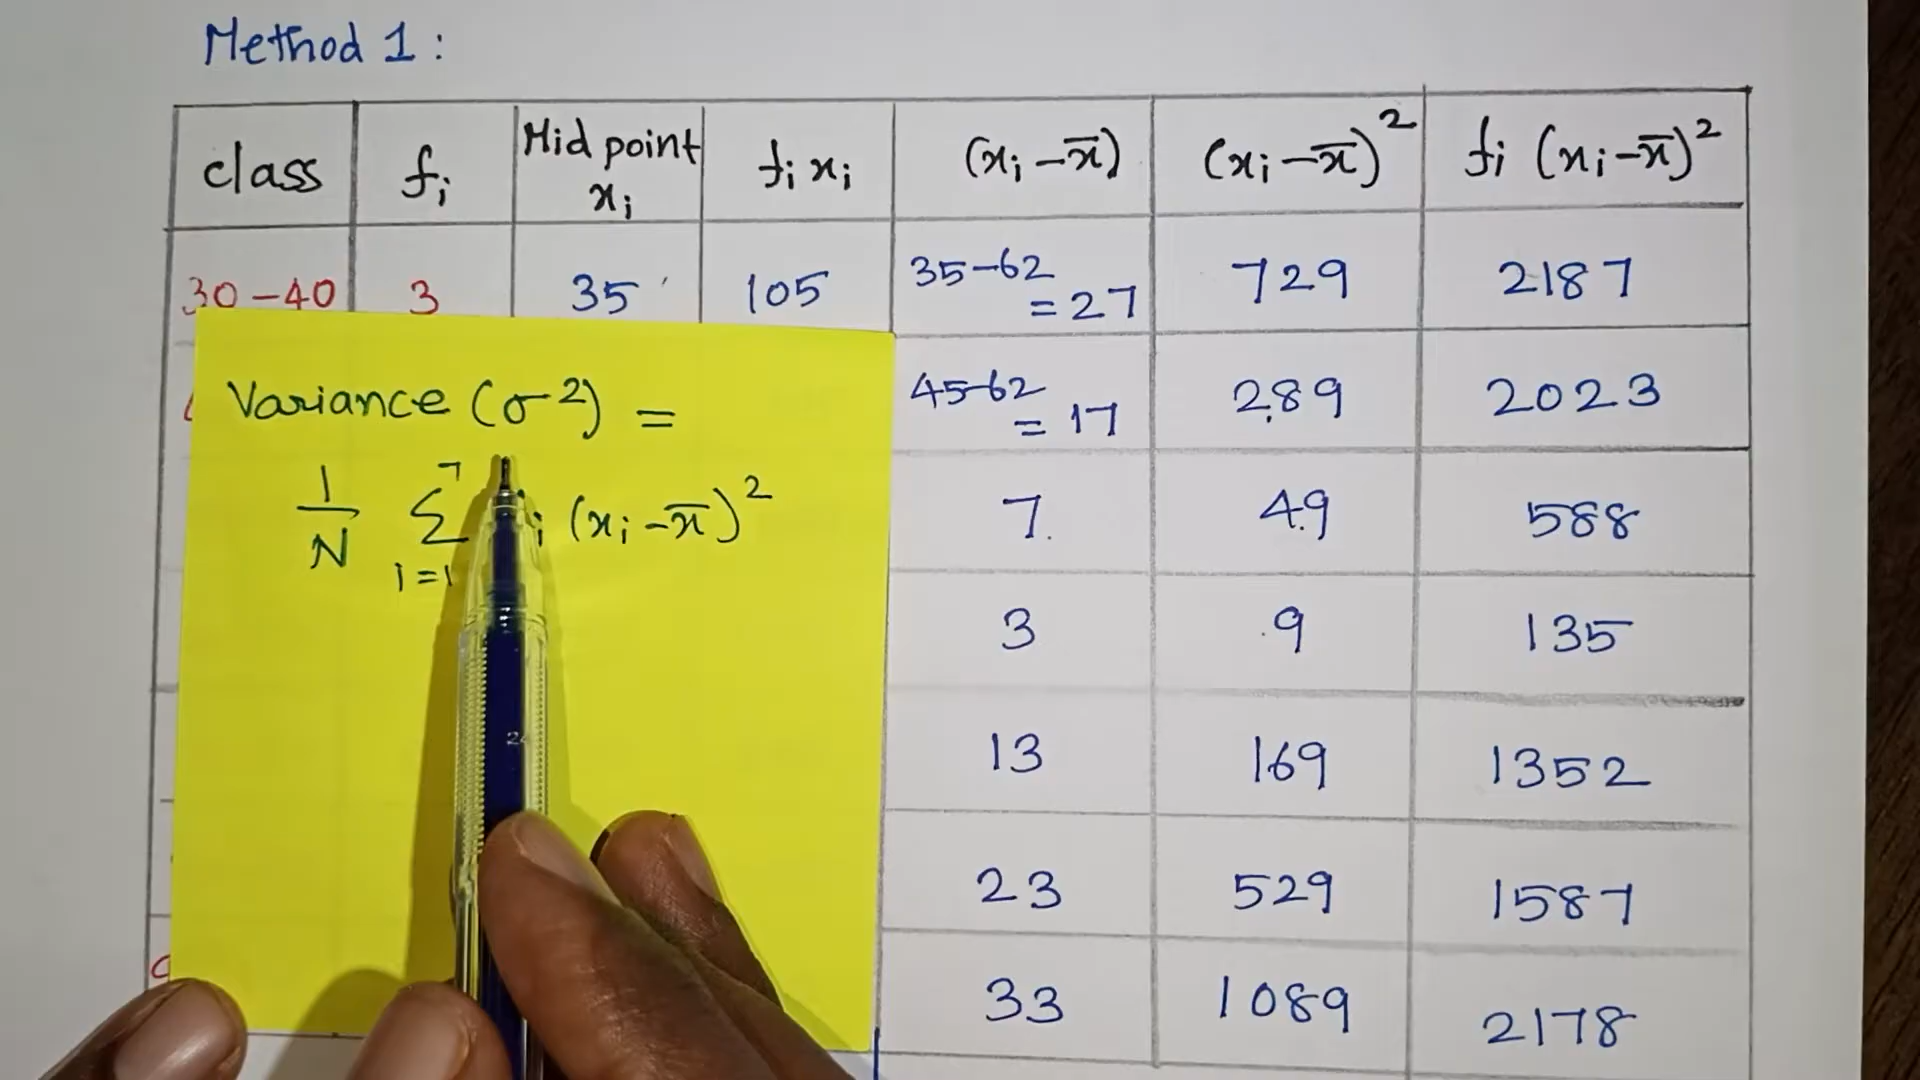 Method 1 :
class fi Mid point xi fi xi (xi – x̄) (xi – x̄)² fi (xi – x̄)²
30 – 40 3 35 105 35–62 = 27 729 2187
45–62 = 17 289 2023
7 49 588
3 9 135
13 169 1352
23 529 1587
33 1089 2178
Variance (σ²) =
1/N 7 Σ i=1 i (xi – x̄)²